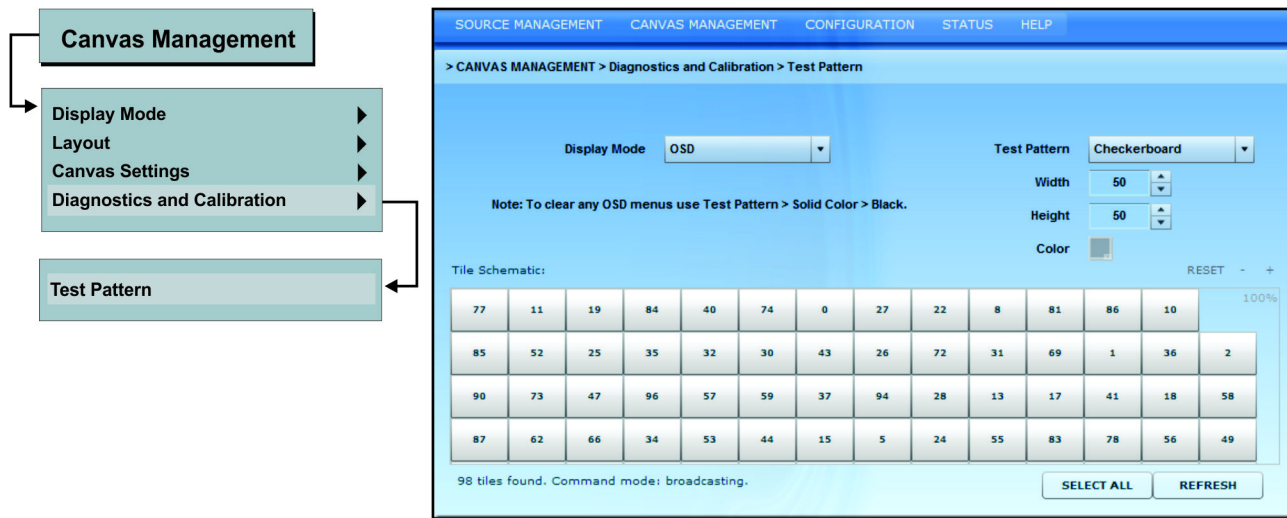 Canvas Management
Display Mode
Layout
Canvas Settings
Diagnostics and Calibration
Test Pattern
SOURCE MANAGEMENT CANVAS MANAGEMENT CONFIGURATION STATUS HELP
> CANVAS MANAGEMENT > Diagnostics and Calibration > Test Pattern
Display Mode OSD Test Pattern Checkerboard
Width 50
Note: To clear any OSD menus use Test Pattern > Solid Color > Black.
Height 50
Color
Tile Schematic: RESET - +
100%
77 11 19 84 40 74 0 27 22 8 81 86 10
85 52 25 35 32 30 43 26 72 31 69 1 36 2
90 73 47 96 57 59 37 94 28 13 17 41 18 58
87 62 66 34 53 44 15 5 24 55 83 78 56 49
98 tiles found. Command mode: broadcasting.
SELECT ALL REFRESH